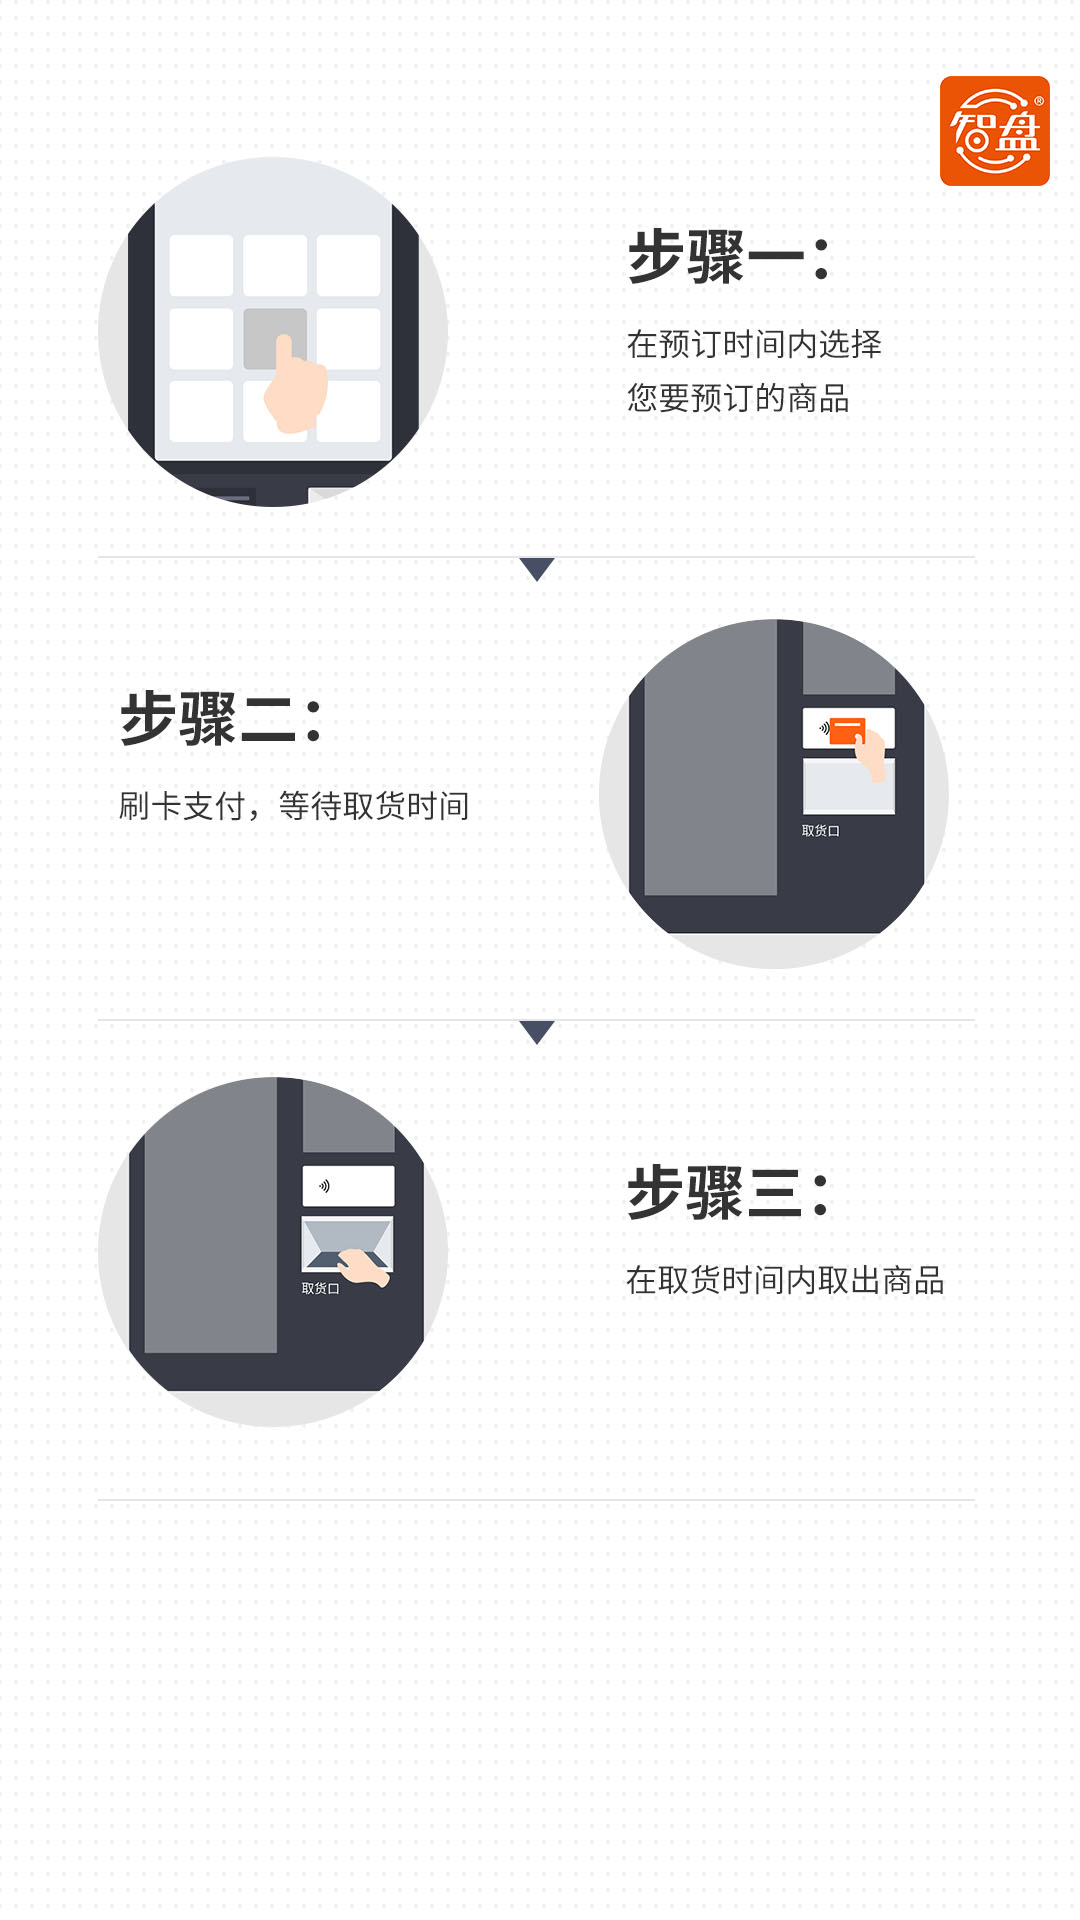 智盘®
步骤一：
在预订时间内选择
您要预订的商品
步骤二：
刷卡支付，等待取货时间
取货口
步骤三：
在取货时间内取出商品
取货口